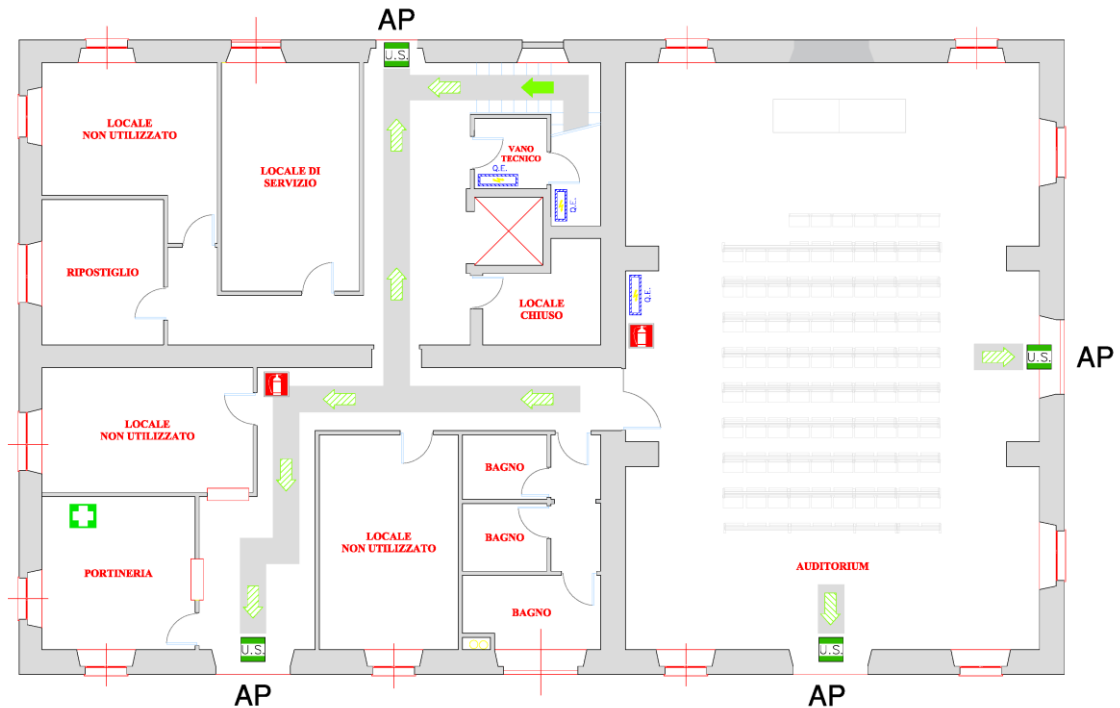 AP
U.S.
LOCALE
NON UTILIZZATO
LOCALE DI
SERVIZIO
VANO
TECNICO
Q.E.
Q.E.
RIPOSTIGLIO
LOCALE
CHIUSO
Q.E.
U.S.
AP
LOCALE
NON UTILIZZATO
BAGNO
LOCALE
NON UTILIZZATO
BAGNO
PORTINERIA
AUDITORIUM
BAGNO
U.S.
U.S.
AP
AP